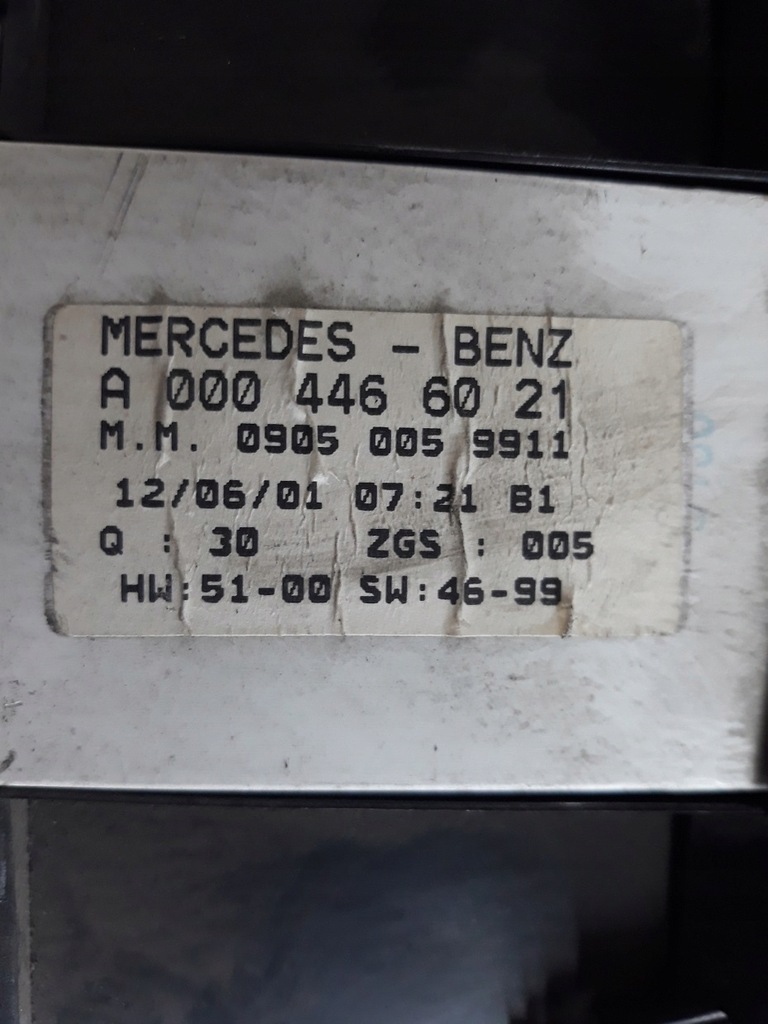 MERCEDES - BENZ
A 000 446 60 21
M.M. 0905 005 9911
12/06/01 07:21 B1
Q : 30 ZGS : 005
HW:51-00 SW:46-99